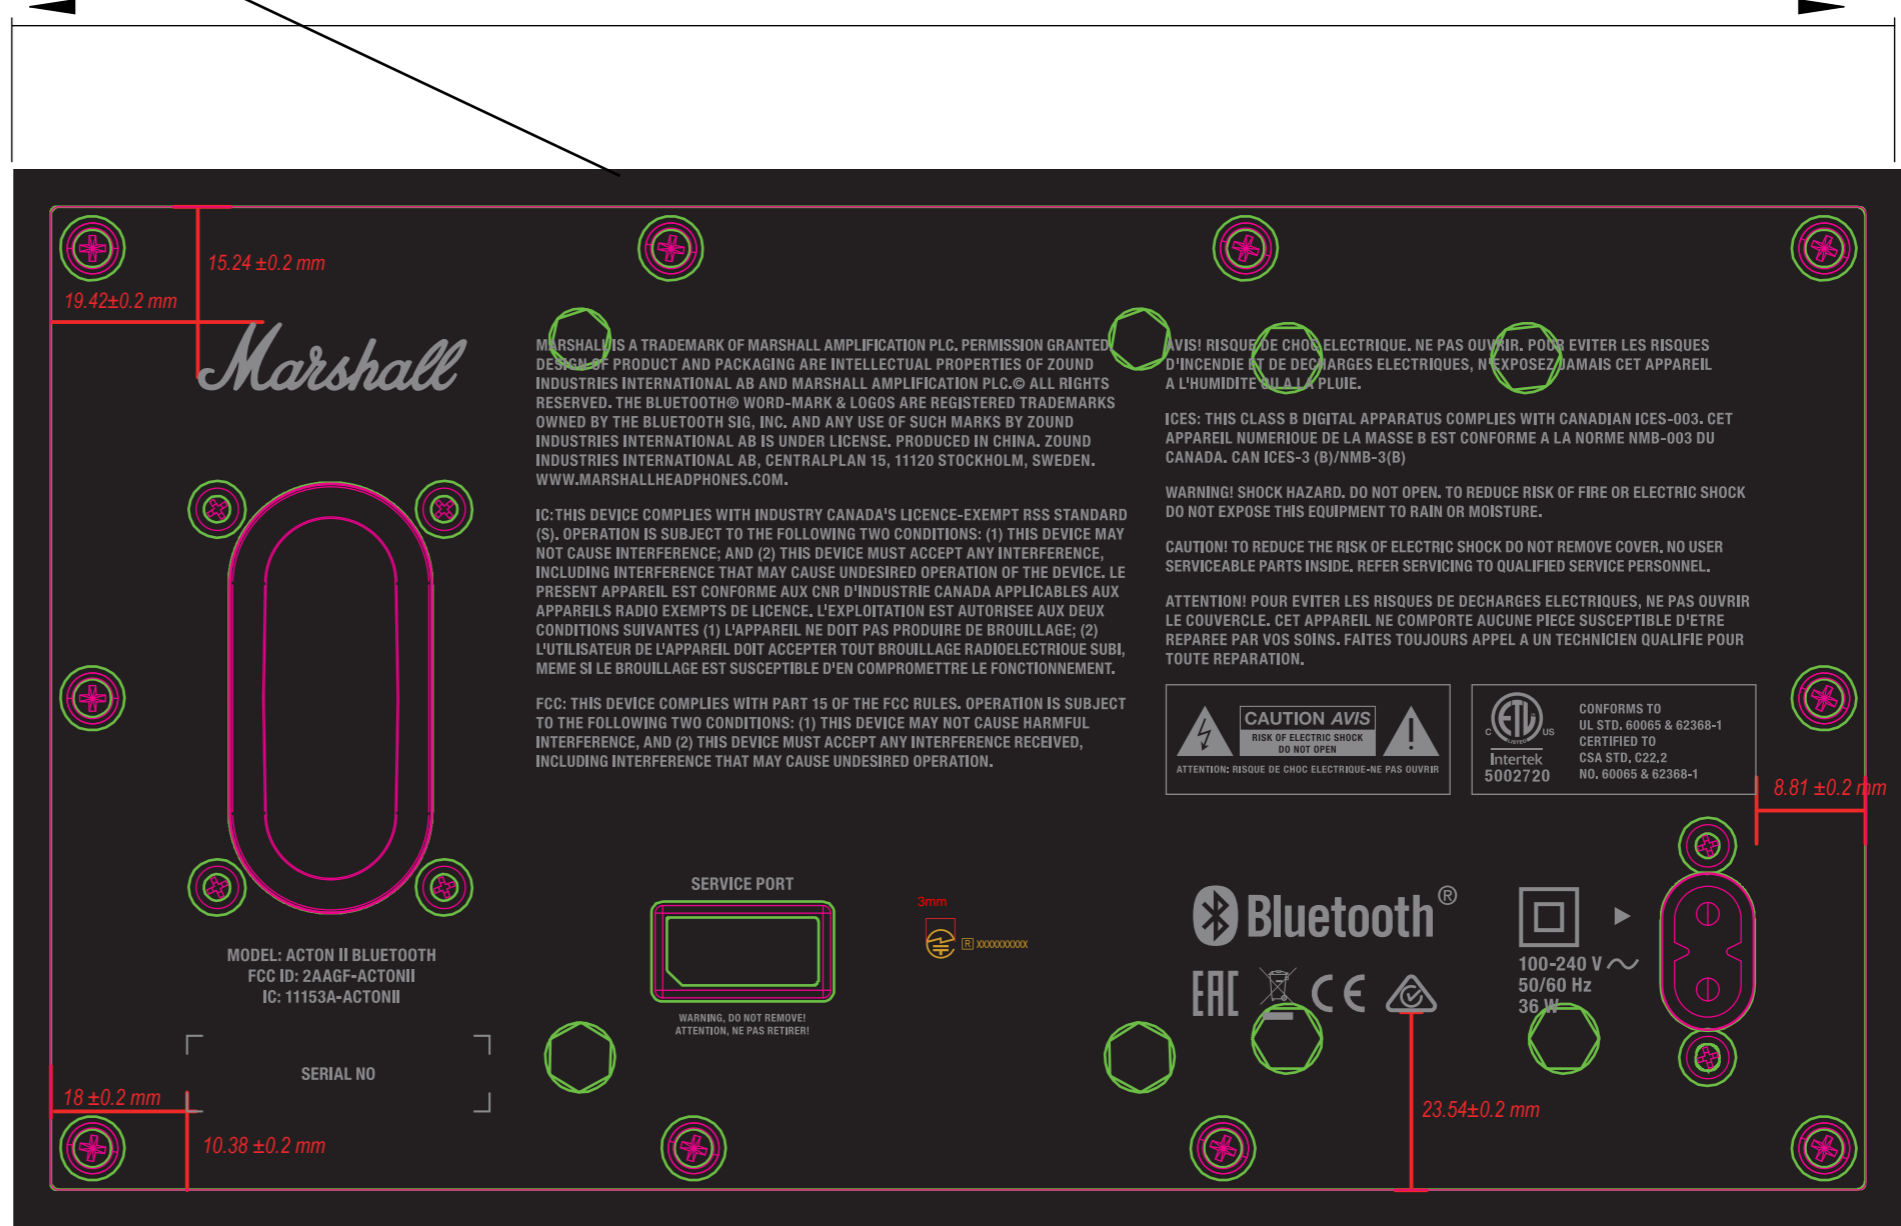 15.24 ±0.2 mm
19.42±0.2 mm
Marshall
MARSHALL IS A TRADEMARK OF MARSHALL AMPLIFICATION PLC. PERMISSION GRANTED
DESIGN OF PRODUCT AND PACKAGING ARE INTELLECTUAL PROPERTIES OF ZOUND
INDUSTRIES INTERNATIONAL AB AND MARSHALL AMPLIFICATION PLC.© ALL RIGHTS
RESERVED. THE BLUETOOTH® WORD-MARK & LOGOS ARE REGISTERED TRADEMARKS
OWNED BY THE BLUETOOTH SIG, INC. AND ANY USE OF SUCH MARKS BY ZOUND
INDUSTRIES INTERNATIONAL AB IS UNDER LICENSE. PRODUCED IN CHINA. ZOUND
INDUSTRIES INTERNATIONAL AB, CENTRALPLAN 15, 11120 STOCKHOLM, SWEDEN.
WWW.MARSHALLHEADPHONES.COM.
IC:THIS DEVICE COMPLIES WITH INDUSTRY CANADA'S LICENCE-EXEMPT RSS STANDARD
(S). OPERATION IS SUBJECT TO THE FOLLOWING TWO CONDITIONS: (1) THIS DEVICE MAY
NOT CAUSE INTERFERENCE; AND (2) THIS DEVICE MUST ACCEPT ANY INTERFERENCE,
INCLUDING INTERFERENCE THAT MAY CAUSE UNDESIRED OPERATION OF THE DEVICE. LE
PRESENT APPAREIL EST CONFORME AUX CNR D'INDUSTRIE CANADA APPLICABLES AUX
APPAREILS RADIO EXEMPTS DE LICENCE. L'EXPLOITATION EST AUTORISEE AUX DEUX
CONDITIONS SUIVANTES (1) L'APPAREIL NE DOIT PAS PRODUIRE DE BROUILLAGE; (2)
L'UTILISATEUR DE L'APPAREIL DOIT ACCEPTER TOUT BROUILLAGE RADIOELECTRIOUE SUBI,
MEME SI LE BROUILLAGE EST SUSCEPTIBLE D'EN COMPROMETTRE LE FONCTIONNEMENT.
FCC: THIS DEVICE COMPLIES WITH PART 15 OF THE FCC RULES. OPERATION IS SUBJECT
TO THE FOLLOWING TWO CONDITIONS: (1) THIS DEVICE MAY NOT CAUSE HARMFUL
INTERFERENCE, AND (2) THIS DEVICE MUST ACCEPT ANY INTERFERENCE RECEIVED,
INCLUDING INTERFERENCE THAT MAY CAUSE UNDESIRED OPERATION.
AVIS! RISQUE DE CHOC ELECTRIQUE. NE PAS OUVRIR. POUR EVITER LES RISQUES
D'INCENDIE ET DE DECHARGES ELECTRIQUES, N'EXPOSEZ JAMAIS CET APPAREIL
A L'HUMIDITE OU A LA PLUIE.
ICES: THIS CLASS B DIGITAL APPARATUS COMPLIES WITH CANADIAN ICES-003. CET
APPAREIL NUMERIOUE DE LA MASSE B EST CONFORME A LA NORME NMB-003 DU
CANADA. CAN ICES-3 (B)/NMB-3(B)
WARNING! SHOCK HAZARD. DO NOT OPEN. TO REDUCE RISK OF FIRE OR ELECTRIC SHOCK
DO NOT EXPOSE THIS EQUIPMENT TO RAIN OR MOISTURE.
CAUTION! TO REDUCE THE RISK OF ELECTRIC SHOCK DO NOT REMOVE COVER. NO USER
SERVICEABLE PARTS INSIDE. REFER SERVICING TO QUALIFIED SERVICE PERSONNEL.
ATTENTION! POUR EVITER LES RISQUES DE DECHARGES ELECTRIQUES, NE PAS OUVRIR
LE COUVERCLE. CET APPAREIL NE COMPORTE AUCUNE PIECE SUSCEPTIBLE D'ETRE
REPAREE PAR VOS SOINS. FAITES TOUJOURS APPEL A UN TECHNICIEN QUALIFIE POUR
TOUTE REPARATION.
CAUTION AVIS
RISK OF ELECTRIC SHOCK
DO NOT OPEN
ATTENTION: RISQUE DE CHOC ELECTRIQUE-NE PAS OUVRIR
ETL
C LISTED US
Intertek
5002720
CONFORMS TO
UL STD. 60065 & 62368-1
CERTIFIED TO
CSA STD. C22.2
NO. 60065 & 62368-1
8.81 ±0.2 mm
SERVICE PORT
WARNING, DO NOT REMOVE!
ATTENTION, NE PAS RETIRER!
3mm
R XXXXXXXXXX
Bluetooth®
EAC CE
100-240 V
50/60 Hz
36 W
MODEL: ACTON II BLUETOOTH
FCC ID: 2AAGF-ACTONII
IC: 11153A-ACTONII
SERIAL NO
18 ±0.2 mm
10.38 ±0.2 mm
23.54±0.2 mm